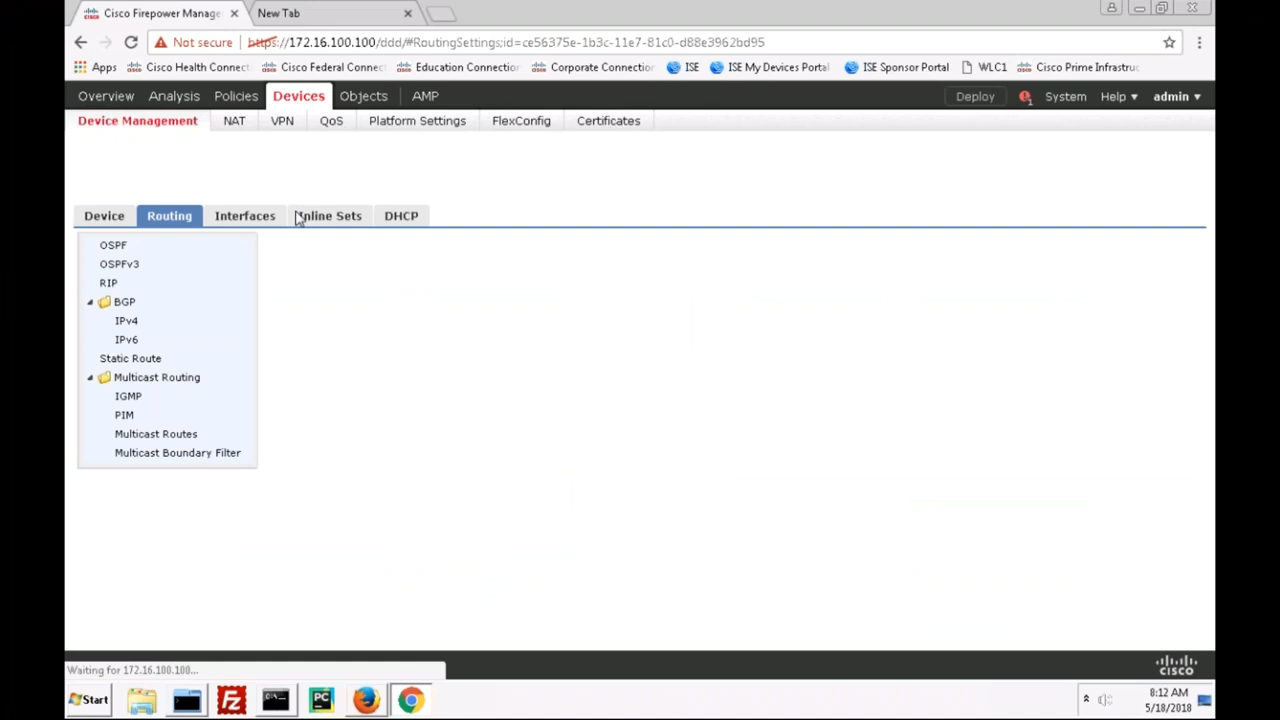 Cisco Firepower Manage
New Tab
Not secure | https://172.16.100.100/ddd/#RoutingSettings;id=ce56375e-1b3c-11e7-81c0-d88e3962bd95
Apps Cisco Health Connect Cisco Federal Connect Education Connection Corporate Connection ISE ISE My Devices Portal ISE Sponsor Portal WLC1 Cisco Prime Infrastruc
Overview Analysis Policies Devices Objects AMP Deploy 1 System Help admin
Device Management NAT VPN QoS Platform Settings FlexConfig Certificates
Device Routing Interfaces Inline Sets DHCP
OSPF
OSPFv3
RIP
BGP
IPv4
IPv6
Static Route
Multicast Routing
IGMP
PIM
Multicast Routes
Multicast Boundary Filter
Waiting for 172.16.100.100...
CISCO
Start
Fz
C:\.
PC
8:12 AM
5/18/2018